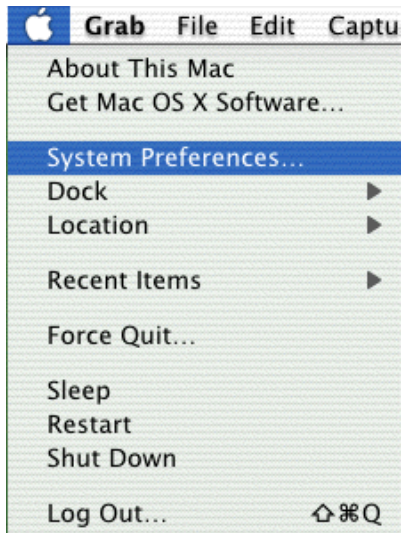 Grab File Edit Captu
About This Mac
Get Mac OS X Software...
System Preferences...
Dock
Location
Recent Items
Force Quit...
Sleep
Restart
Shut Down
Log Out... ⇧⌘Q